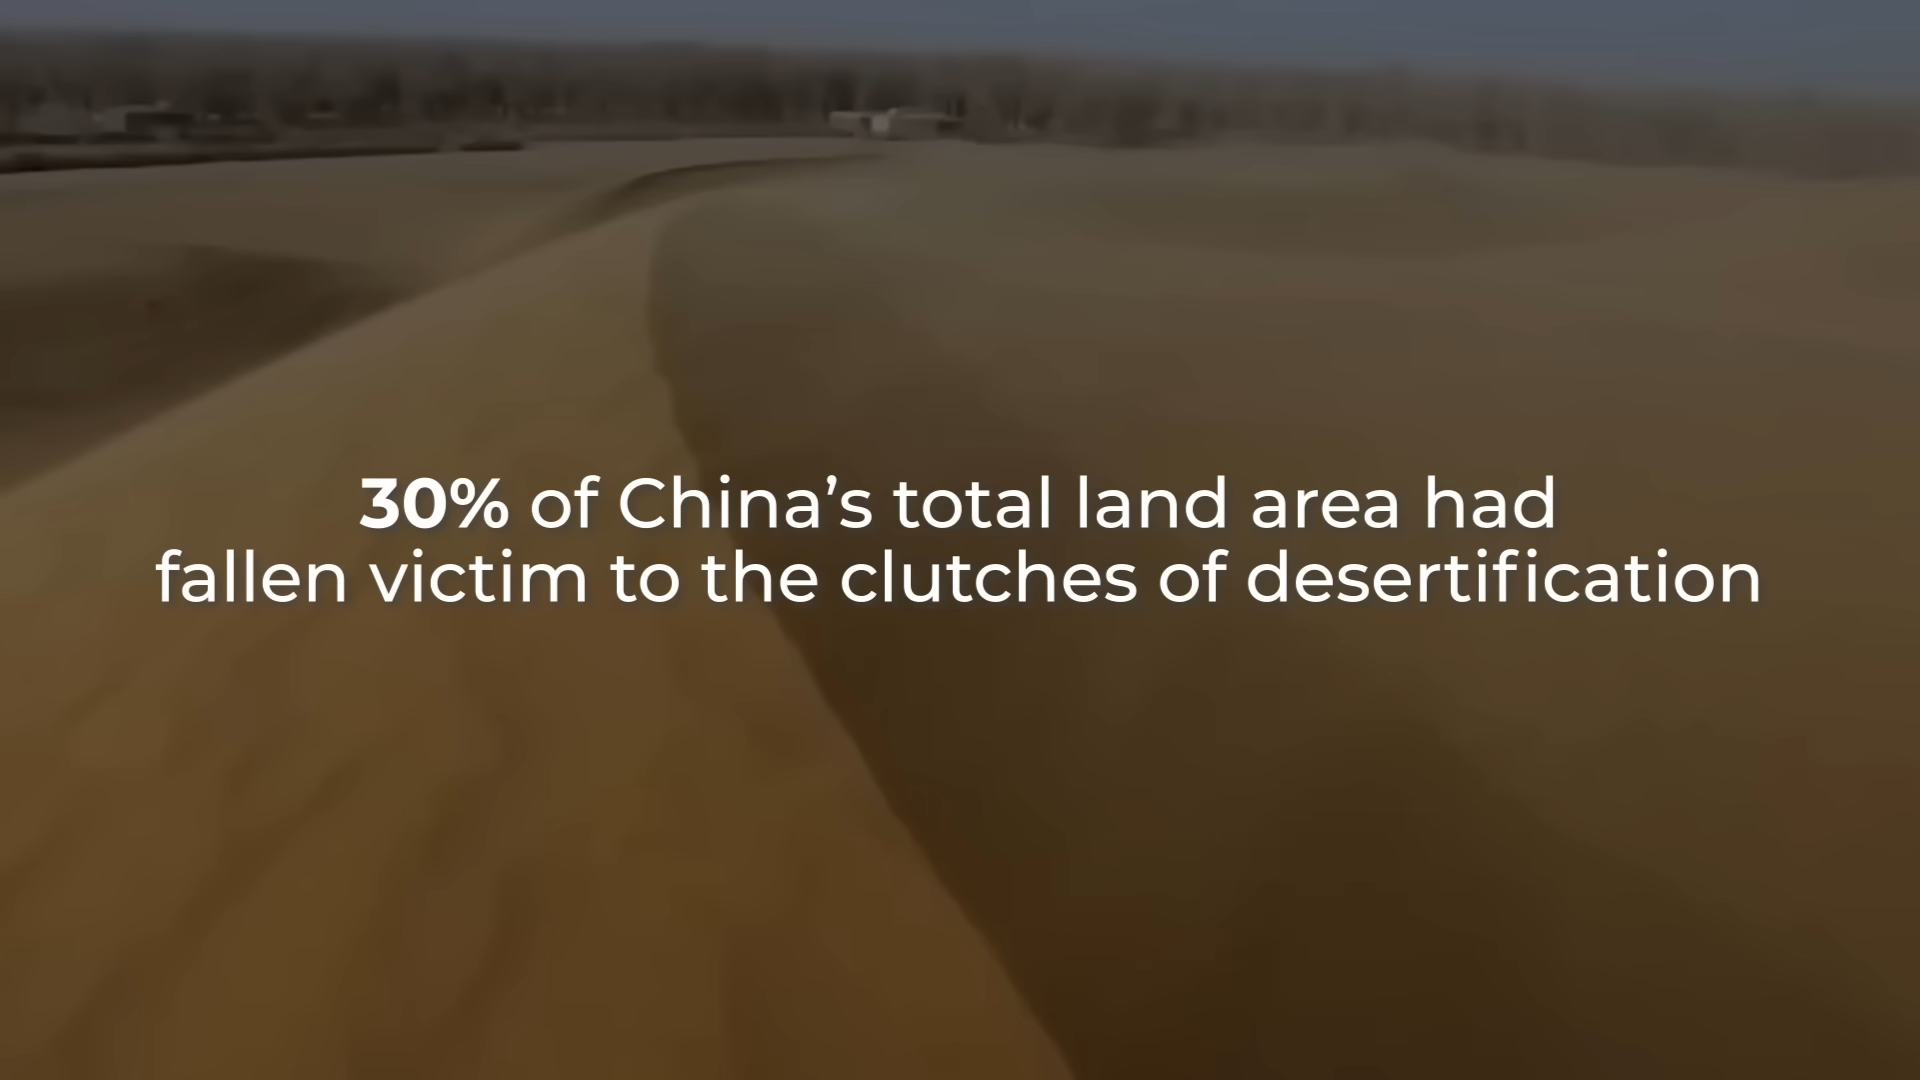 30% of China’s total land area had
fallen victim to the clutches of desertification